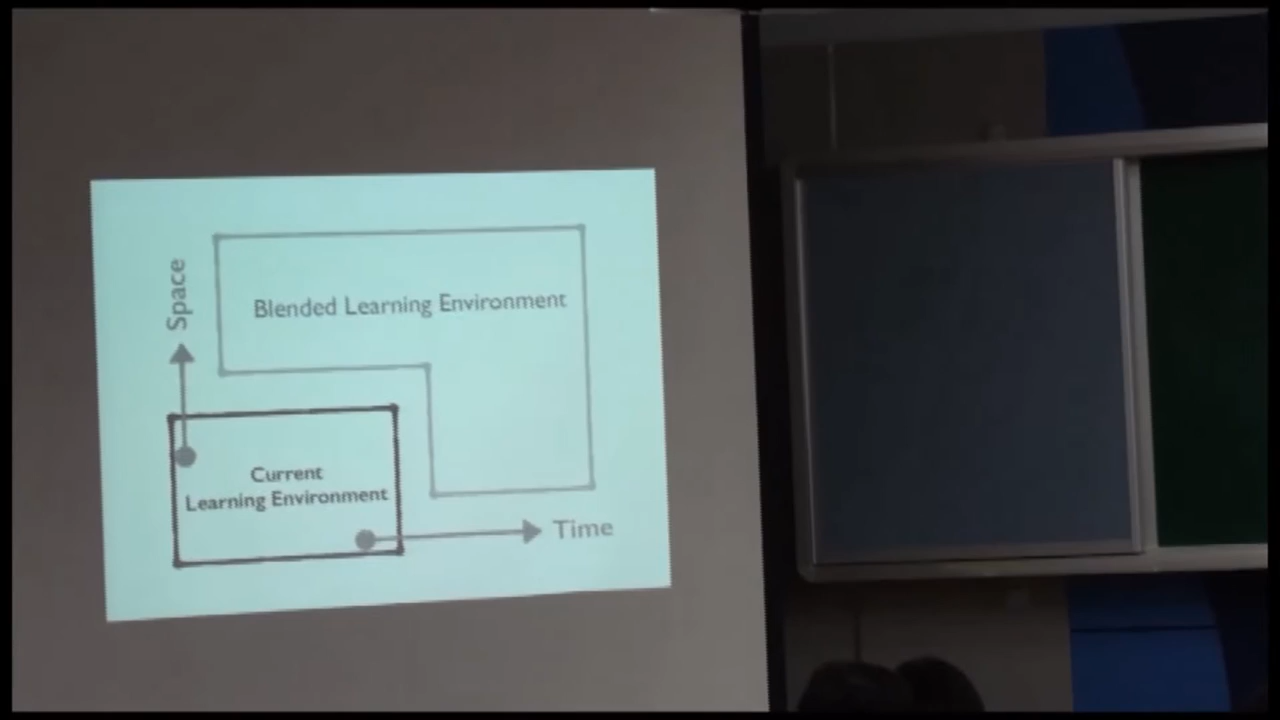 Space
Blended Learning Environment
Current
Learning Environment
Time